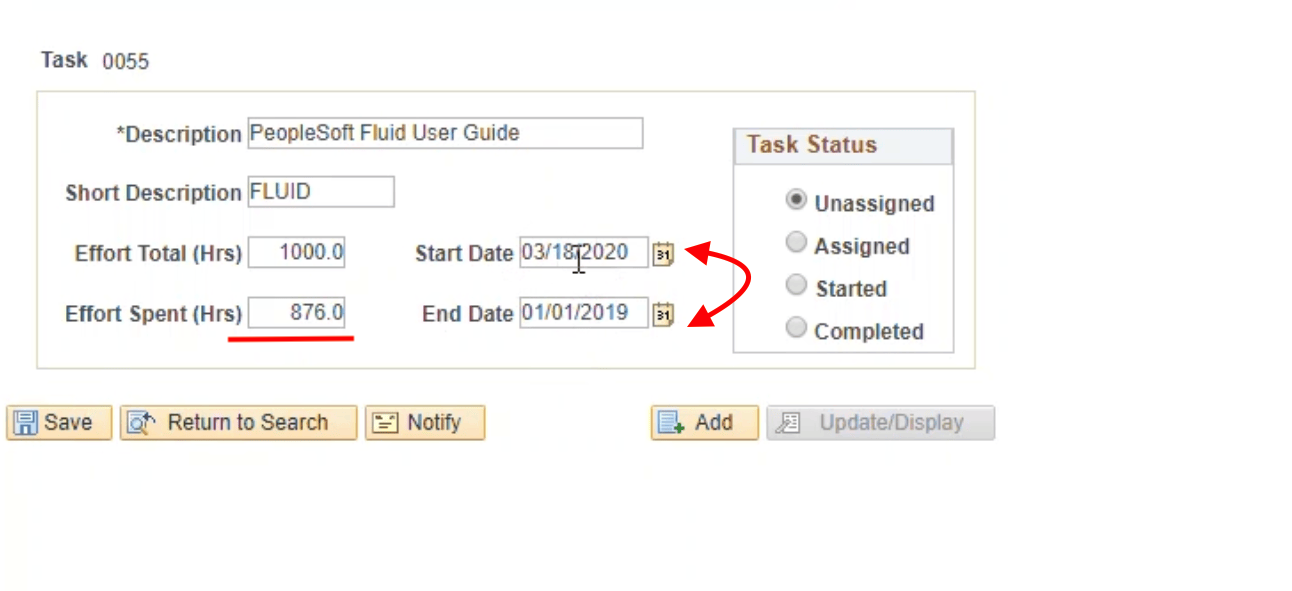 Task 0055
*Description PeopleSoft Fluid User Guide
Task Status
Short Description FLUID
Unassigned
Effort Total (Hrs) 1000.0 Start Date 03/18/2020 31
Assigned
Started
Effort Spent (Hrs) 876.0 End Date 01/01/2019 31
Completed
Save Return to Search Notify Add Update/Display